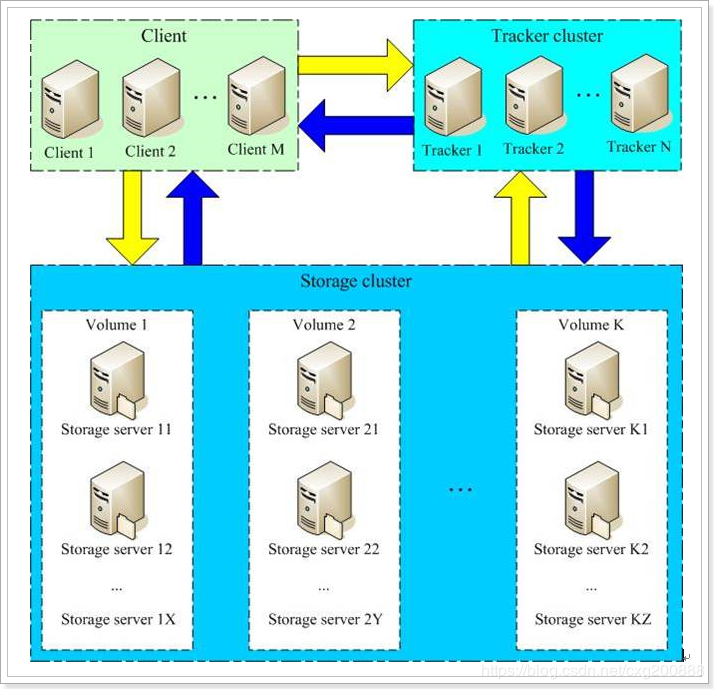 Client
Tracker cluster
Client 1
Client 2
...
Client M
Tracker 1
Tracker 2
...
Tracker N
Storage cluster
Volume 1
Storage server 11
Storage server 12
...
Storage server 1X
Volume 2
Storage server 21
Storage server 22
...
Storage server 2Y
...
Volume K
Storage server K1
Storage server K2
...
Storage server KZ
https://blog.csdn.net/czg200888